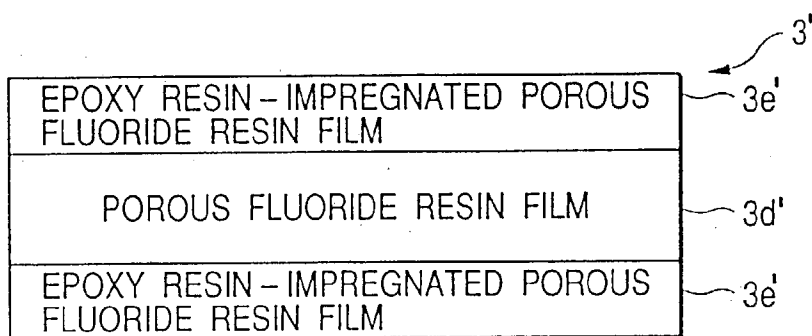 3'
EPOXY RESIN-IMPREGNATED POROUS
FLUORIDE RESIN FILM
3e'
POROUS FLUORIDE RESIN FILM
3d'
EPOXY RESIN-IMPREGNATED POROUS
FLUORIDE RESIN FILM
3e'